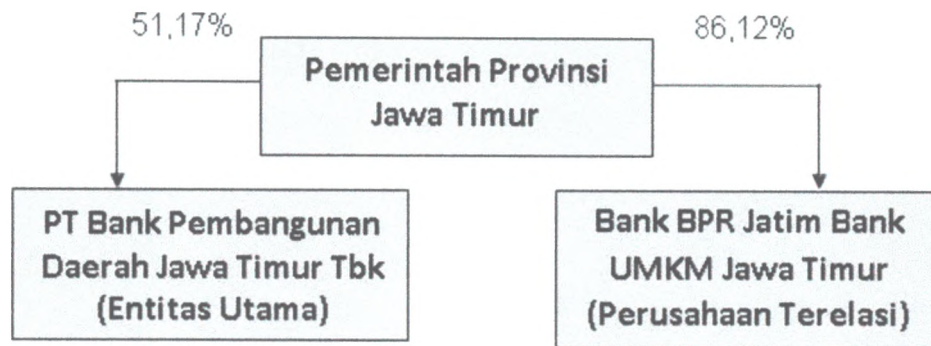 51,17%
86,12%
Pemerintah Provinsi
Jawa Timur
PT Bank Pembangunan
Daerah Jawa Timur Tbk
(Entitas Utama)
Bank BPR Jatim Bank
UMKM Jawa Timur
(Perusahaan Terelasi)